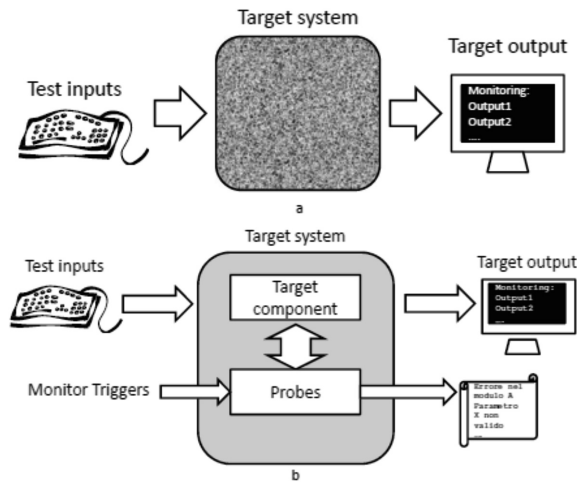 Target system
Target output
Test inputs
Monitoring:
Output1
Output2
....
a
Target system
Test inputs
Target output
Target
component
Monitoring:
Output1
Output2
...
Monitor Triggers
Probes
Errore nel
modulo A
Parametro
X non
valido
...
b